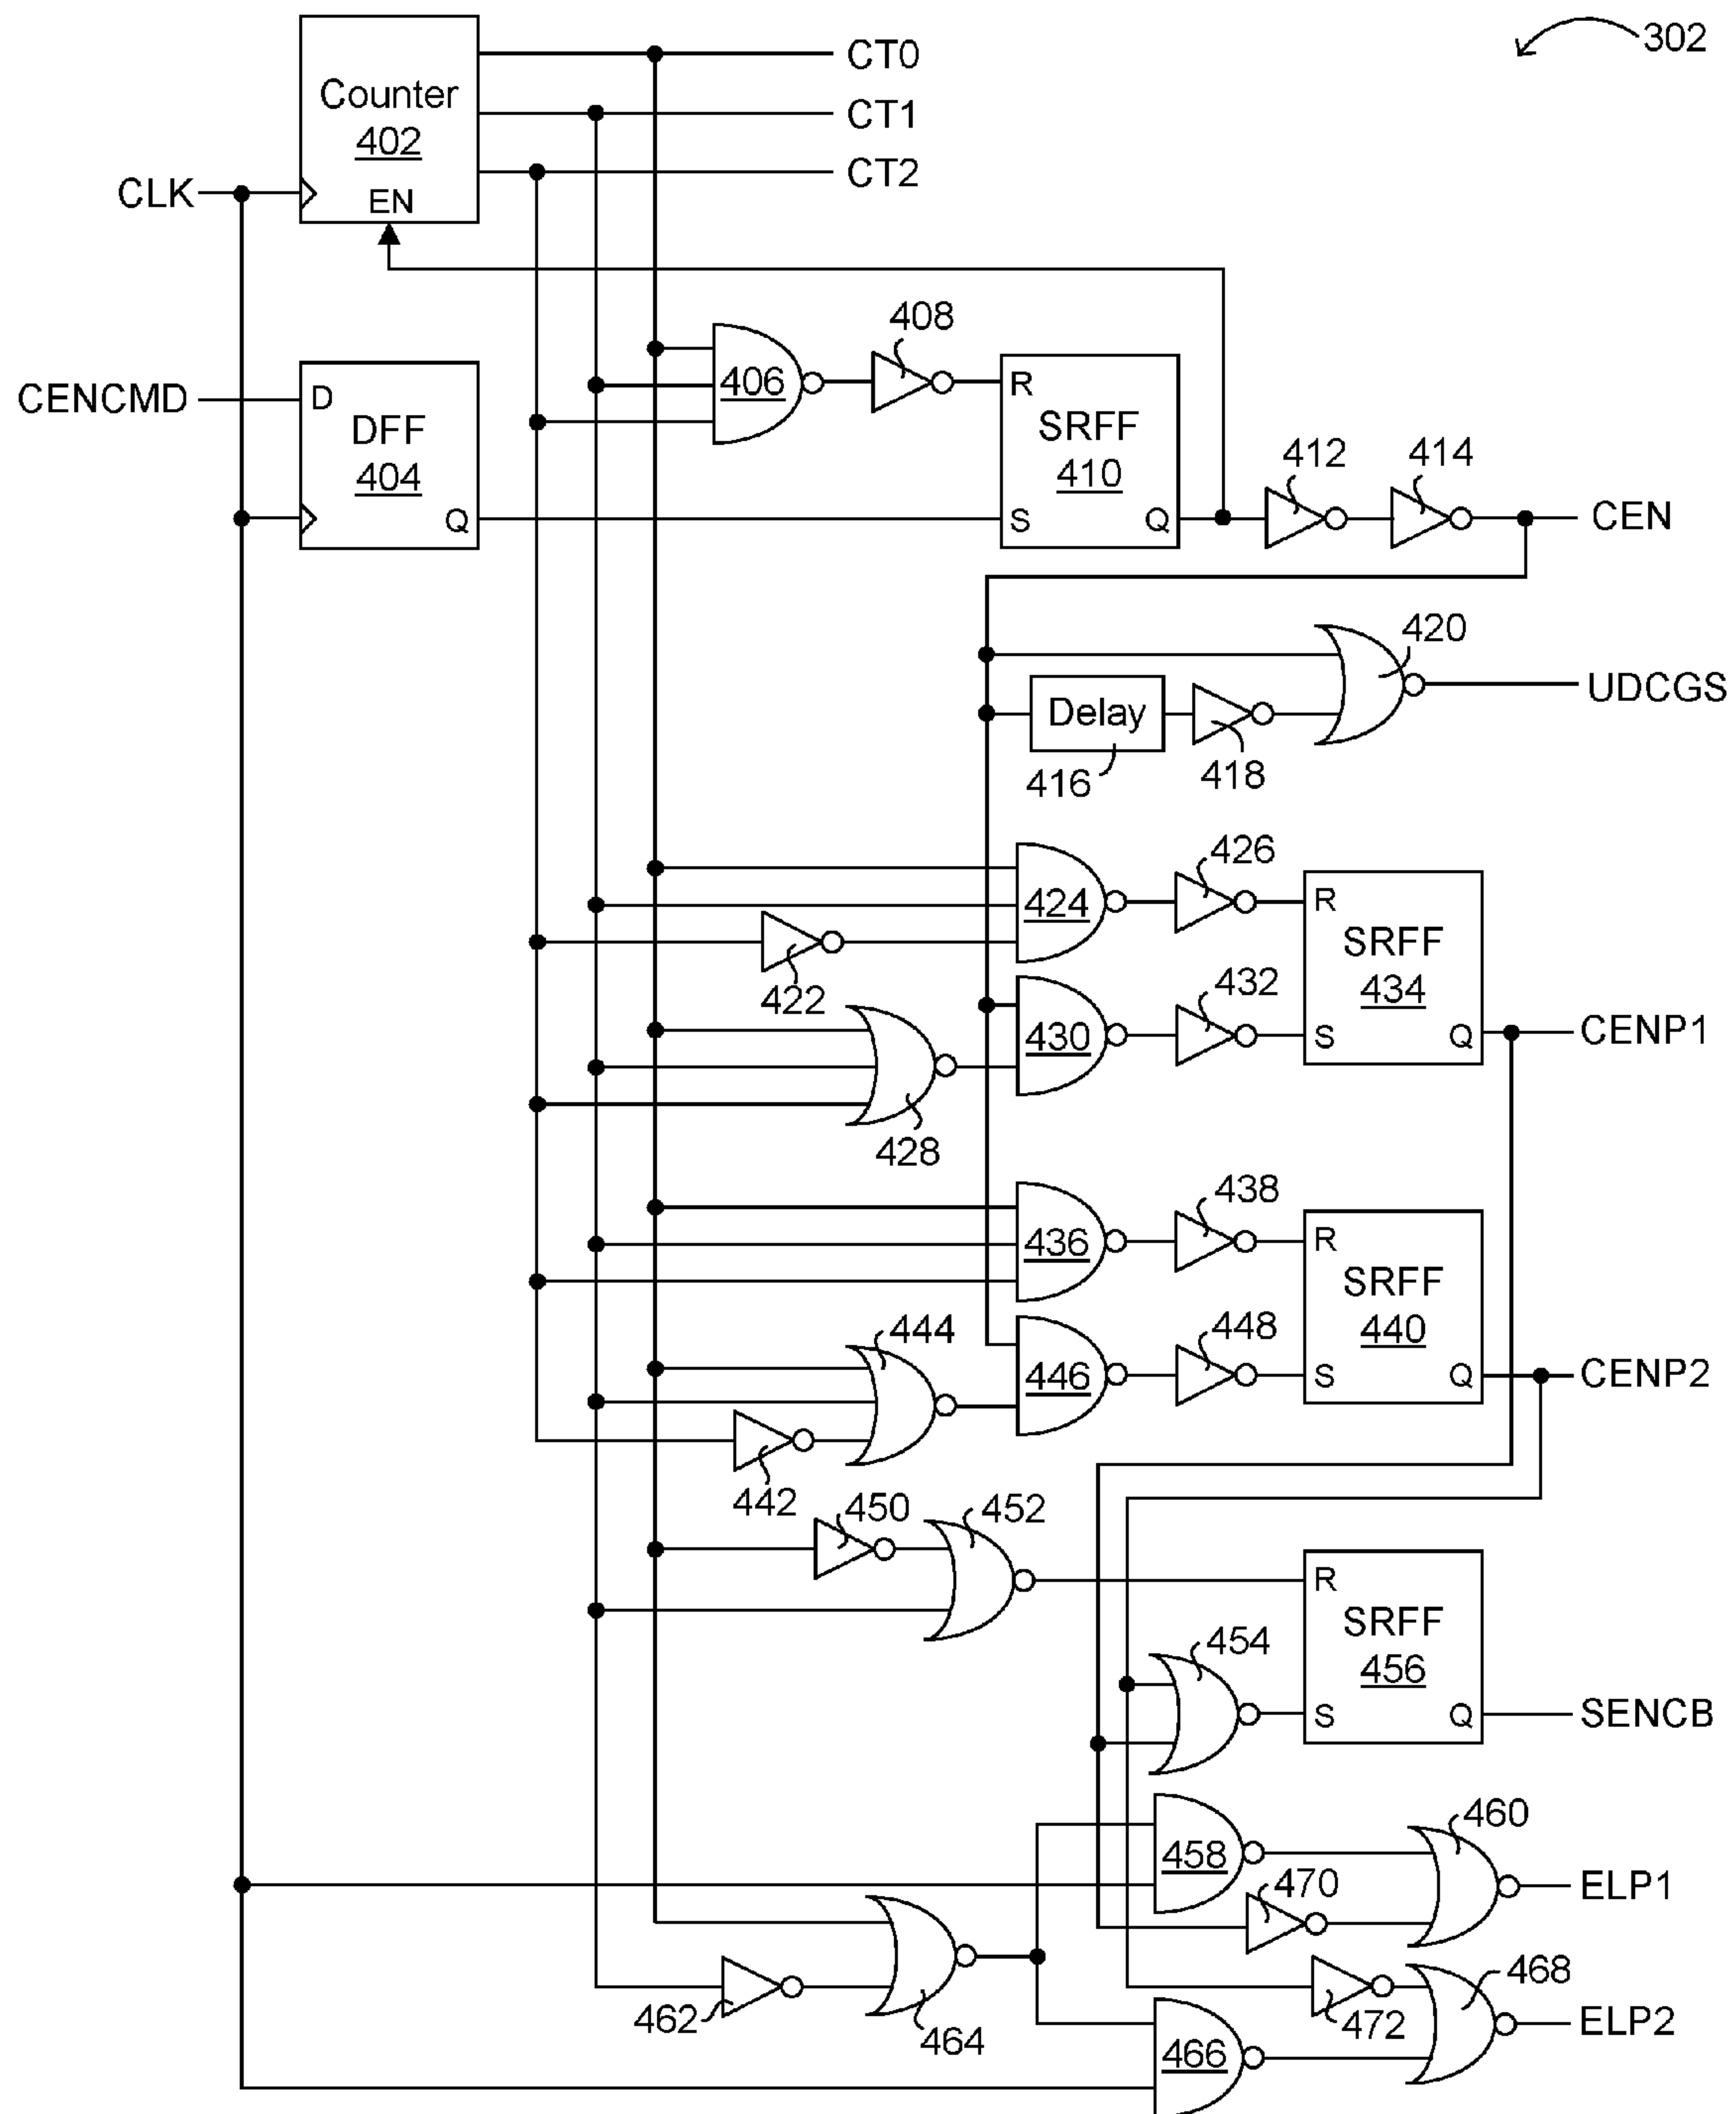 302
CT0
Counter
CT1
402
CT2
CLK
EN
408
CENCMD
D
406
R
DFF
SRFF
404
410
412
414
Q
S
Q
CEN
420
UDCGS
Delay
416
418
426
424
R
SRFF
422
432
434
430
S
Q
CENP1
428
438
436
R
SRFF
444
448
440
446
S
Q
CENP2
442
450
452
R
SRFF
454
456
S
Q
SENCB
460
458
470
ELP1
468
462
464
472
ELP2
466